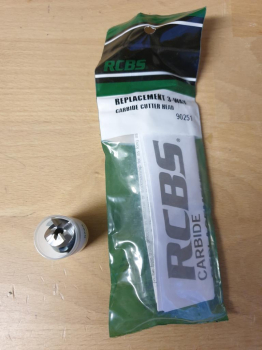 RCBS
REPLACEMENT 3-WAY
CARBIDE CUTTER HEAD
90251
RCBS
CARBIDE